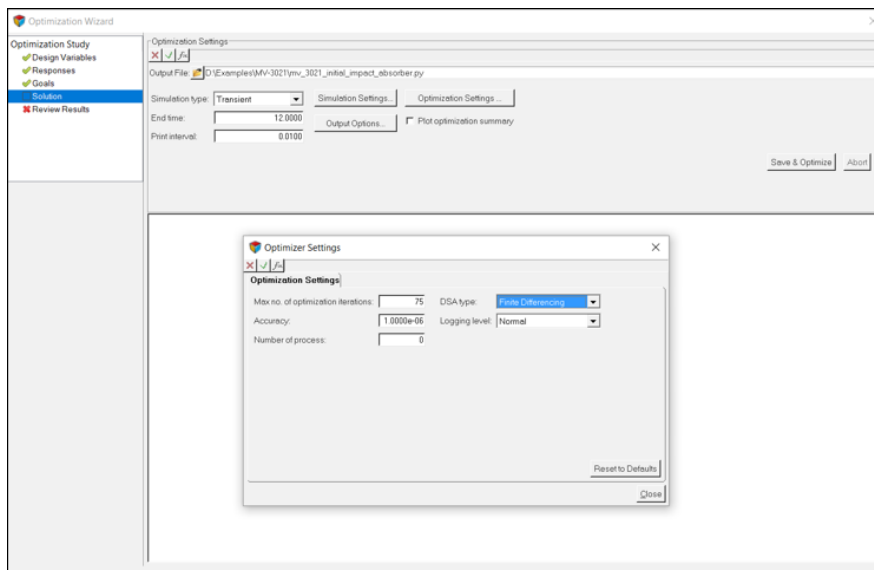 Optimization Wizard
Optimization Study
Design Variables
Responses
Goals
Solution
Review Results
Optimization Settings
Output File: D:\Examples\MV-3021\mv_3021_initial_impact_absorber.py
Simulation type: Transient Simulation Settings... Optimization Settings ...
End time: 12.0000 Output Options... Plot optimization summary
Print interval: 0.0100
Save & Optimize Abort
Optimizer Settings
Optimization Settings
Max no. of optimization iterations: 75 DSA type: Finite Differencing
Accuracy: 1.0000e-06 Logging level: Normal
Number of process: 0
Reset to Defaults
Close